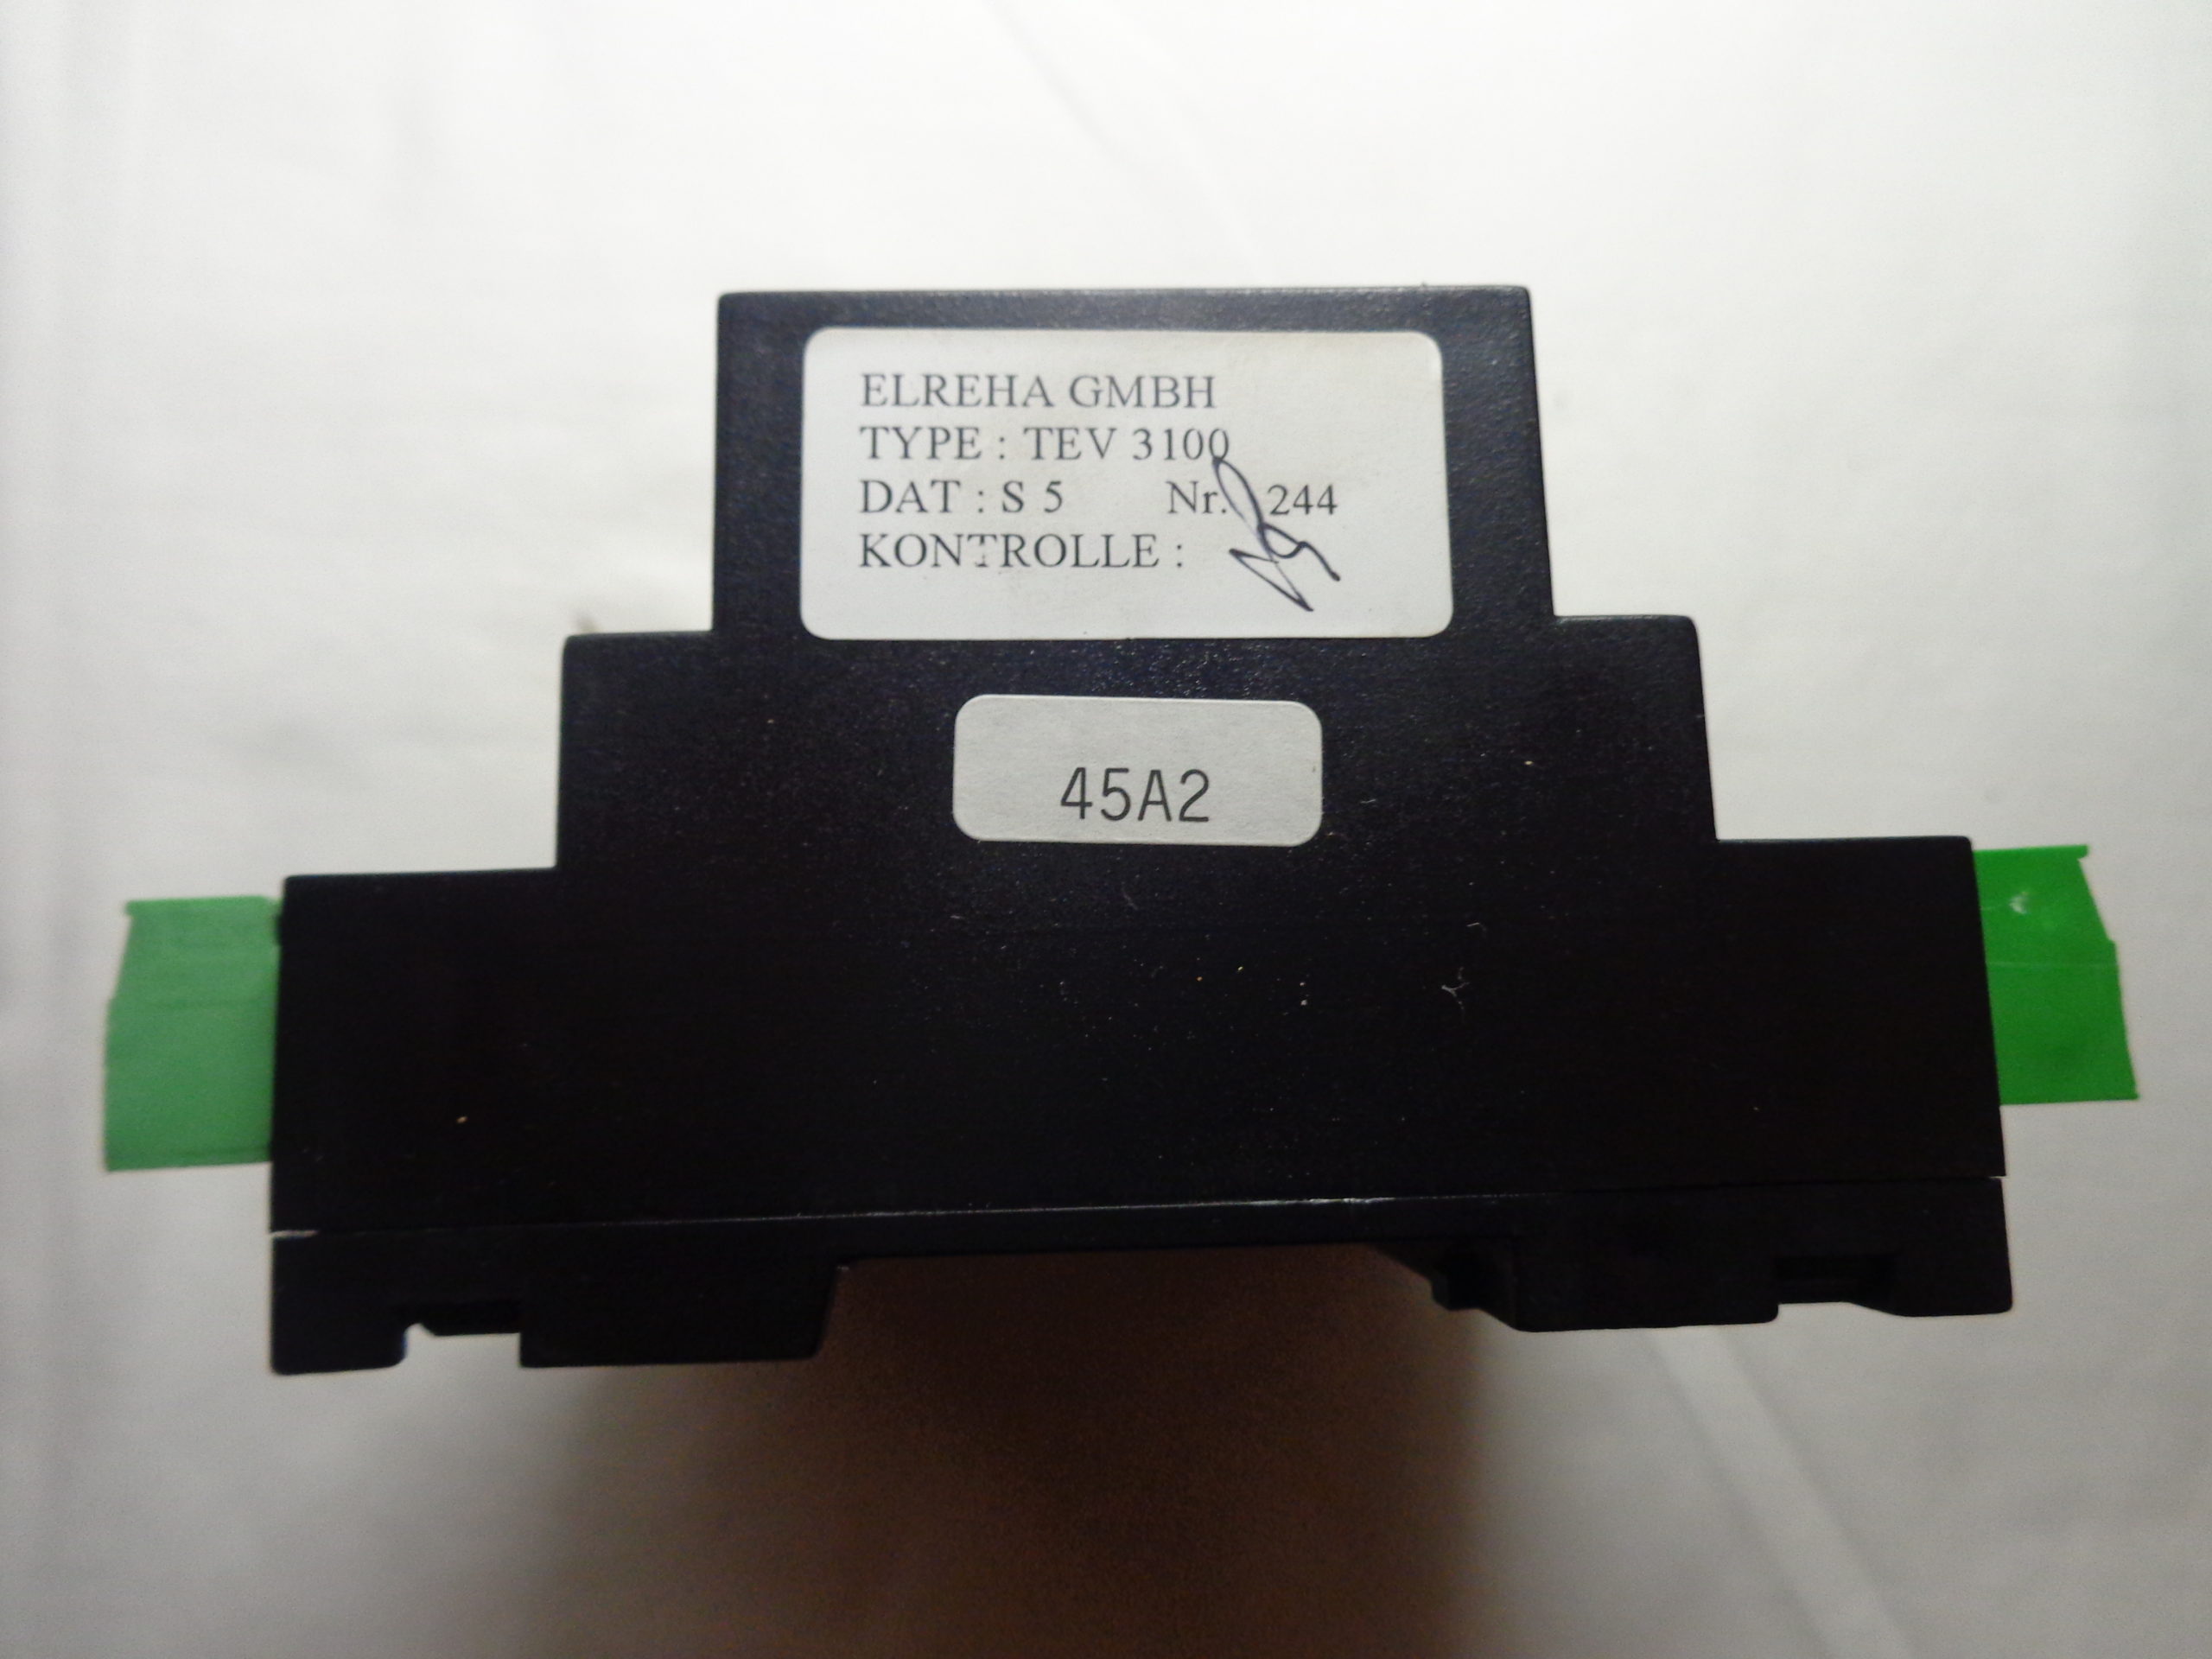 ELREHA GMBH
TYPE : TEV 3100
DAT : S 5 Nr. 244
KONTROLLE :
45A2